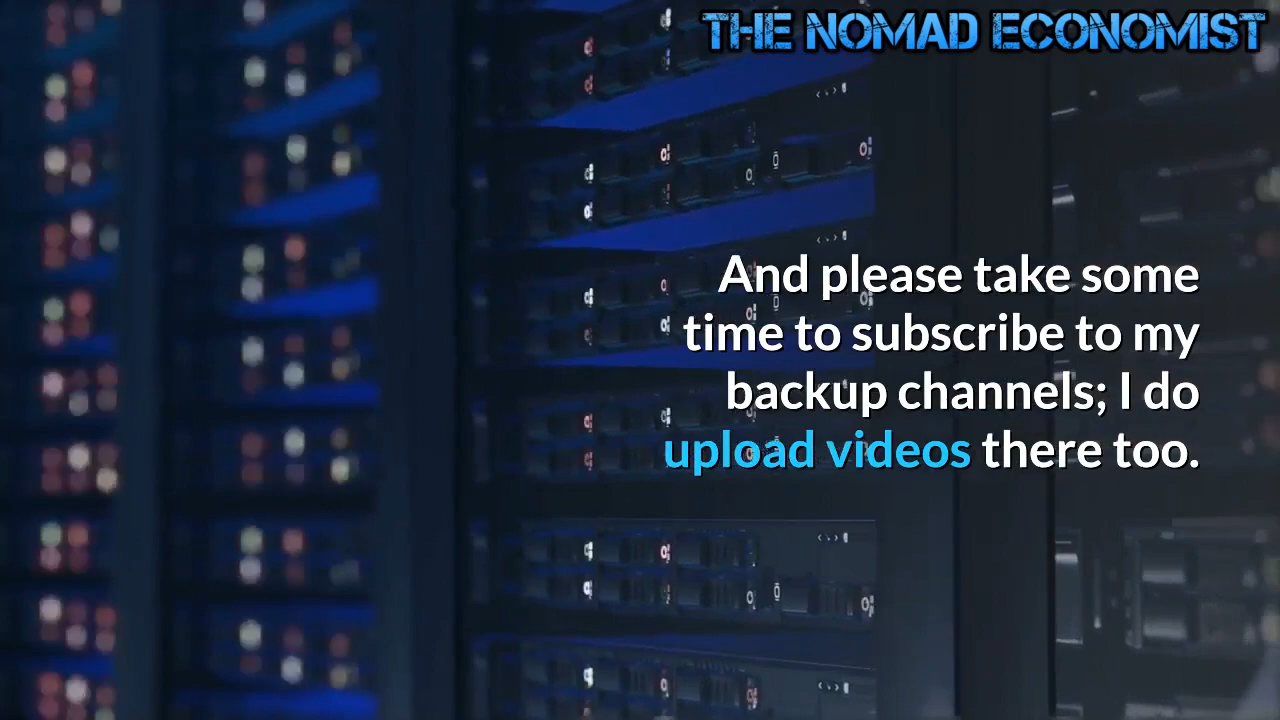 THE NOMAD ECONOMIST
And please take some
time to subscribe to my
backup channels; I do
upload videos there too.